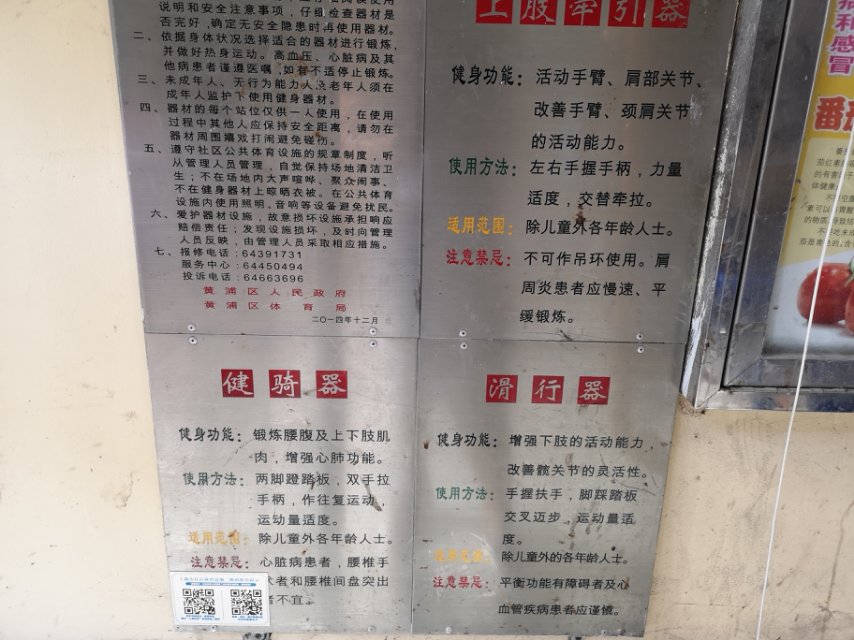 说明和安全注意事项，仔细检查器材是
否完好，确定无安全隐患时再使用器材。
二、依据身体状况选择适合的器材进行锻炼，
并做好热身运动。高血压、心脏病及其
他病患者谨遵医嘱，如有不适停止锻炼。
三、未成年人、无行为能力人及老年人须在
成年人监护下使用健身器材。
四、器材的每个站位仅供一人使用，在使用
过程中其他人应保持安全距离，请勿在
器材周围嬉戏打闹避免碰伤。
五、遵守社区公共体育设施的规章制度，听
从管理人员管理，自觉保持场地清洁卫
生；不在场地内大声喧哗、聚众闹事、
不在健身器材上晾晒衣被。在公共体育
设施内使用照明、音响等设备避免扰民。
六、爱护器材设施，故意损坏设施承担响应
赔偿责任；发现设施损坏，及时向管理
人员反映，由管理人员采取相应措施。
七、报修电话：64391731
服务中心：64450494
投诉电话：64663696
黄浦区人民政府
黄浦区体育局
二〇一四年十二月
上肢牵引器
健身功能：活动手臂、肩部关节、
改善手臂、颈肩关节
的活动能力。
使用方法：左右手握手柄，力量
适度，交替牵拉。
适用范围：除儿童外各年龄人士。
注意禁忌：不可作吊环使用。肩
周炎患者应慢速、平
缓锻炼。
健骑器
健身功能：锻炼腰腹及上下肢肌
肉，增强心肺功能。
使用方法：两脚蹬踏板，双手拉
手柄，作往复运动，
运动量适度。
适用范围：除儿童外各年龄人士。
注意禁忌：心脏病患者，腰椎手
术者和腰椎间盘突出
者不宜。
滑行器
健身功能：增强下肢的活动能力，
改善髋关节的灵活性。
使用方法：手握扶手，脚踩踏板
交叉迈步，运动量适
度。
适用范围：除儿童外的各年龄人士。
注意禁忌：平衡功能有障碍者及心
血管疾病患者应谨慎。
和感冒
番